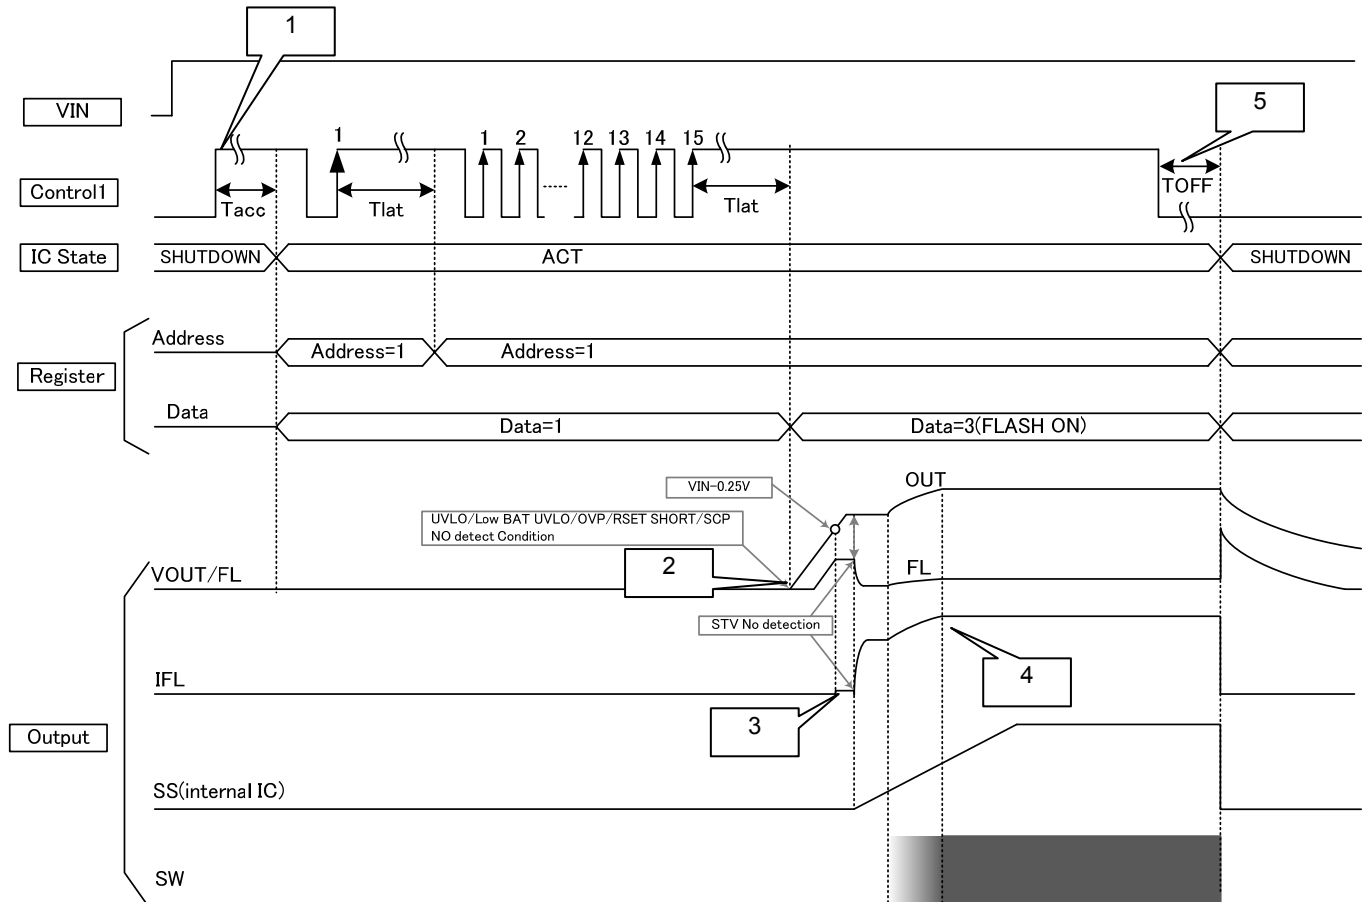 1
VIN
5
1
1
2
12
13
14
15
Control1
Tacc
Tlat
Tlat
TOFF
IC State
SHUTDOWN
ACT
SHUTDOWN
Address
Address=1
Address=1
Register
Data
Data=1
Data=3(FLASH ON)
OUT
VIN-0.25V
UVLO/Low BAT UVLO/OVP/RSET SHORT/SCP
NO detect Condition
2
VOUT/FL
FL
STV No detection
4
IFL
3
Output
SS(internal IC)
SW